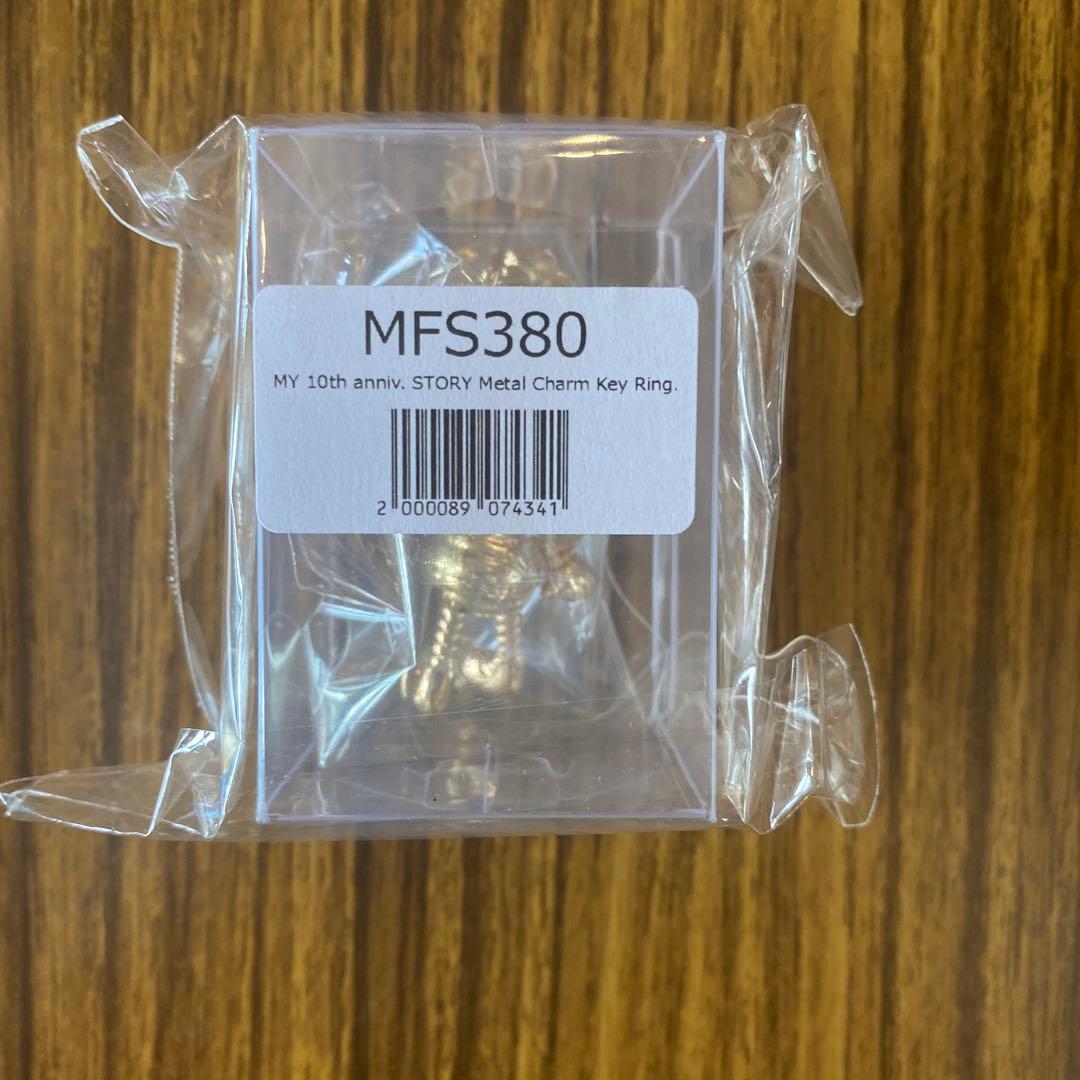 MFS380
MY 10th anniv. STORY Metal Charm Key Ring.
2 000089 074341